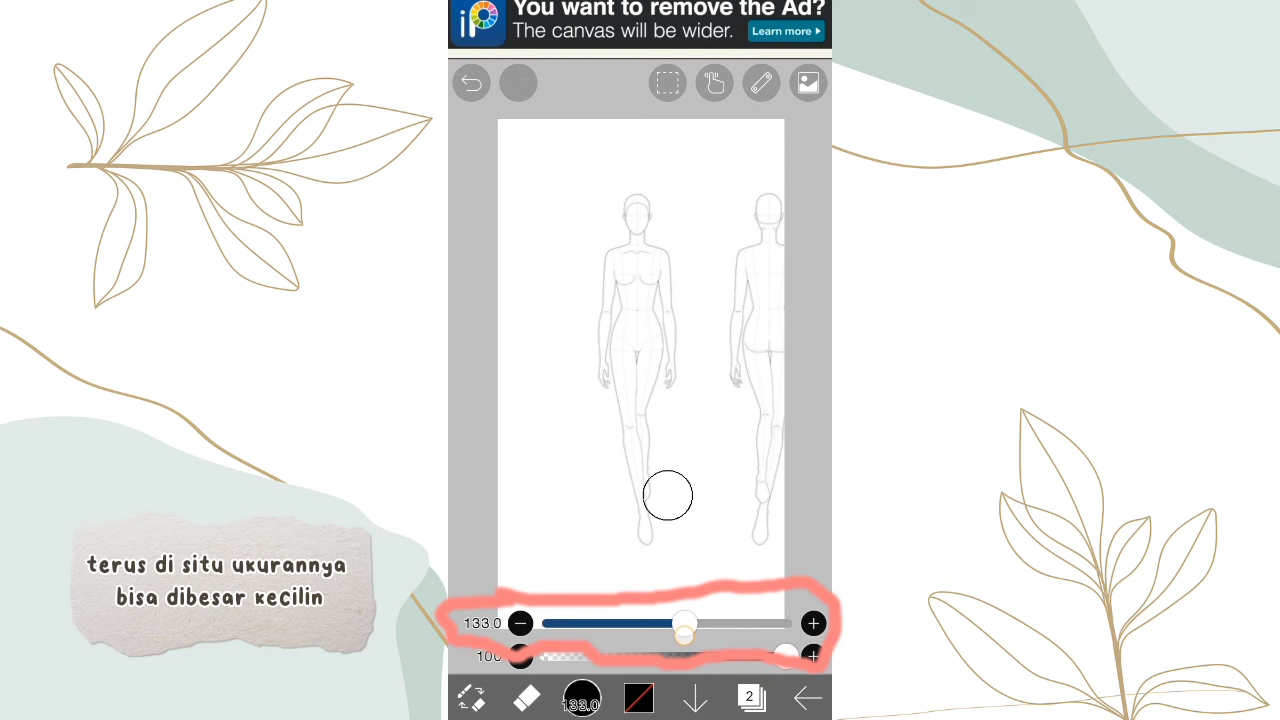 iP
You want to remove the Ad?
The canvas will be wider.
Learn more
terus di situ ukurannya
bisa dibesar kecilin
133.0
100
133.0
2